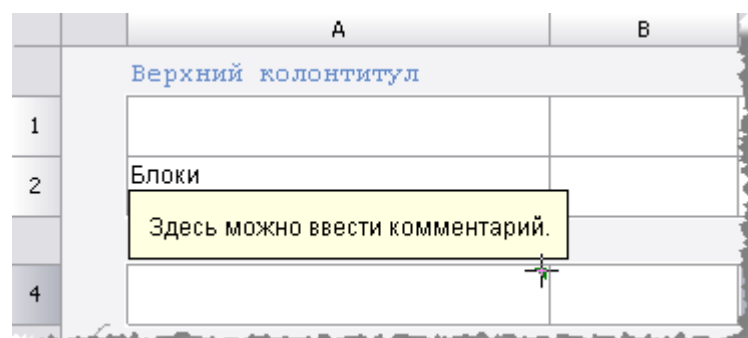 A B
Верхний колонтитул
1
2 Блоки
Здесь можно ввести комментарий.
4